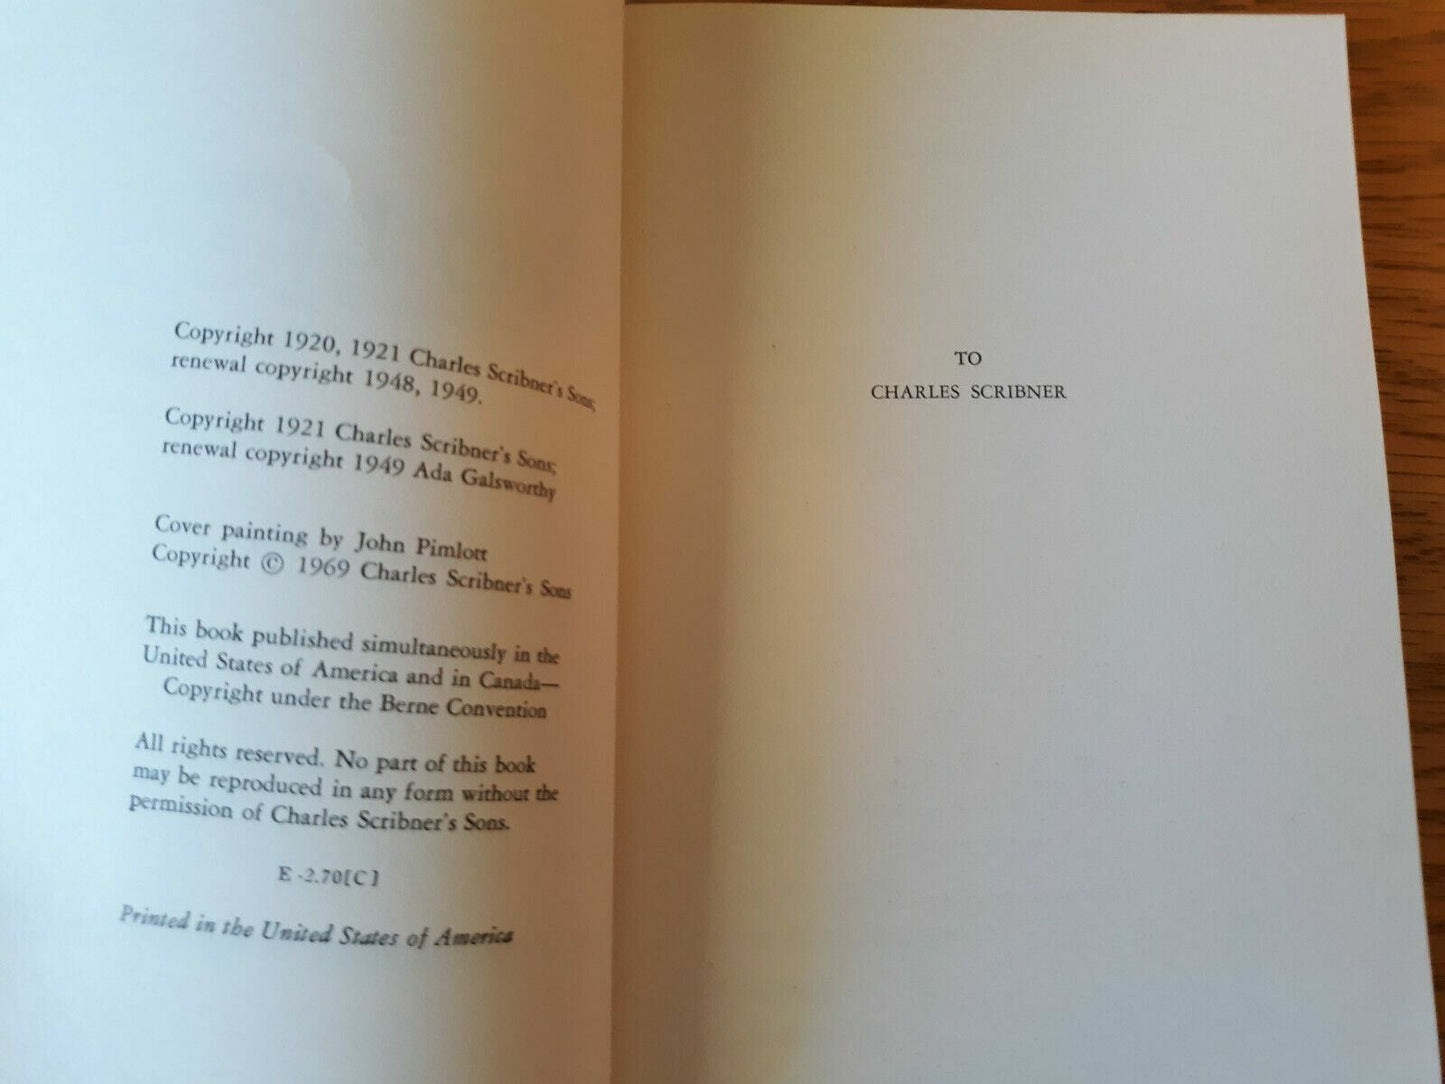 Copyright 1920, 1921 Charles Scribner's Sons;
renewal copyright 1948, 1949.
Copyright 1921 Charles Scribner's Sons;
renewal copyright 1949 Ada Galsworthy
Cover painting by John Pimlott
Copyright © 1969 Charles Scribner's Sons
This book published simultaneously in the
United States of America and in Canada—
Copyright under the Berne Convention
All rights reserved. No part of this book
may be reproduced in any form without the
permission of Charles Scribner's Sons.
E -2.70[C]
Printed in the United States of America
TO
CHARLES SCRIBNER